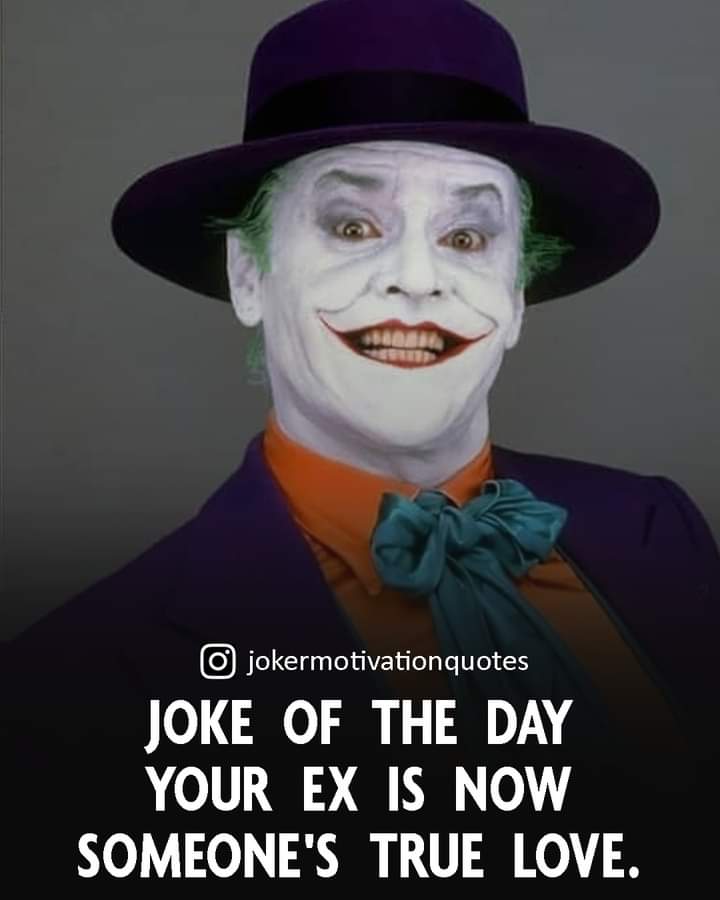 jokermotivationquotes
JOKE OF THE DAY
YOUR EX IS NOW
SOMEONE'S TRUE LOVE.